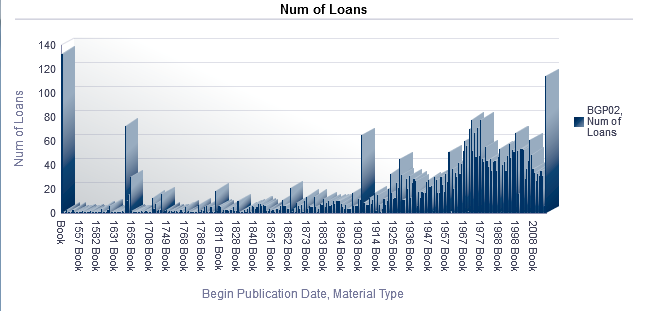 Num of Loans
140
120
100
80
60
40
20
0
Num of Loans
Book
1557 Book
1582 Book
1631 Book
1658 Book
1708 Book
1749 Book
1768 Book
1786 Book
1811 Book
1828 Book
1840 Book
1851 Book
1862 Book
1873 Book
1883 Book
1894 Book
1903 Book
1914 Book
1925 Book
1936 Book
1947 Book
1957 Book
1967 Book
1977 Book
1988 Book
1998 Book
2008 Book
Begin Publication Date, Material Type
BGP02,
Num of
Loans